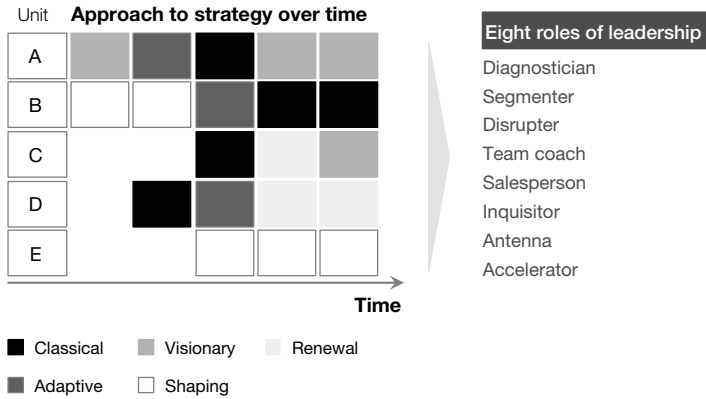 Unit Approach to strategy over time
A
B
C
D
E
Time
Classical Visionary Renewal
Adaptive Shaping
Eight roles of leadership
Diagnostician
Segmenter
Disrupter
Team coach
Salesperson
Inquisitor
Antenna
Accelerator